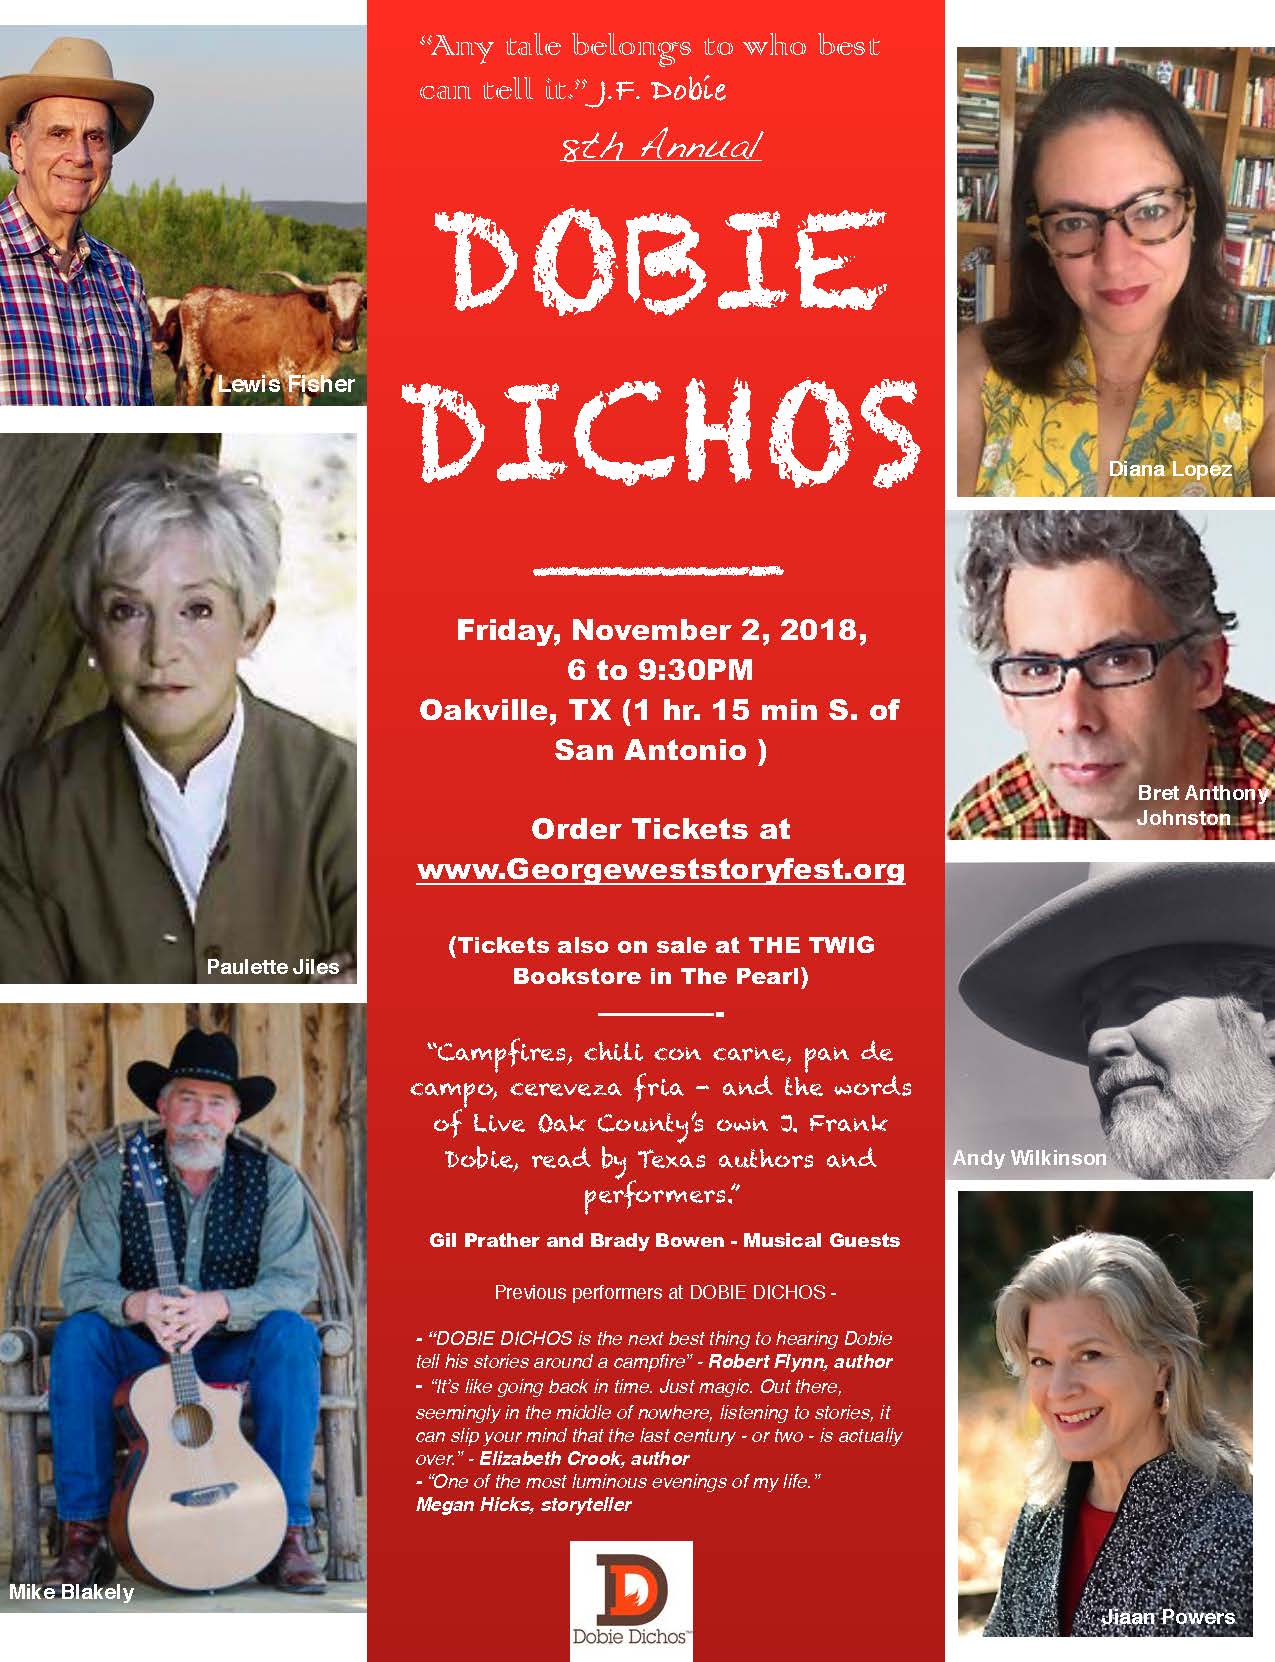 “Any tale belongs to who best
can tell it.” J.F. Dobie
8th Annual
DOBIE
DICHOS
Friday, November 2, 2018,
6 to 9:30PM
Oakville, TX (1 hr. 15 min S. of
San Antonio )
Order Tickets at
www.Georgeweststoryfest.org
(Tickets also on sale at THE TWIG
Bookstore in The Pearl)
“Campfires, chili con carne, pan de
campo, cereveza fria - and the words
of Live Oak County’s own J. Frank
Dobie, read by Texas authors and
performers.”
Gil Prather and Brady Bowen - Musical Guests
Previous performers at DOBIE DICHOS -
- “DOBIE DICHOS is the next best thing to hearing Dobie
tell his stories around a campfire” - Robert Flynn, author
- “It’s like going back in time. Just magic. Out there,
seemingly in the middle of nowhere, listening to stories, it
can slip your mind that the last century - or two - is actually
over.” - Elizabeth Crook, author
- “One of the most luminous evenings of my life.”
Megan Hicks, storyteller
D
Dobie Dichos™
Lewis Fisher
Paulette Jiles
Mike Blakely
Diana Lopez
Bret Anthony
Johnston
Andy Wilkinson
Jiaan Powers